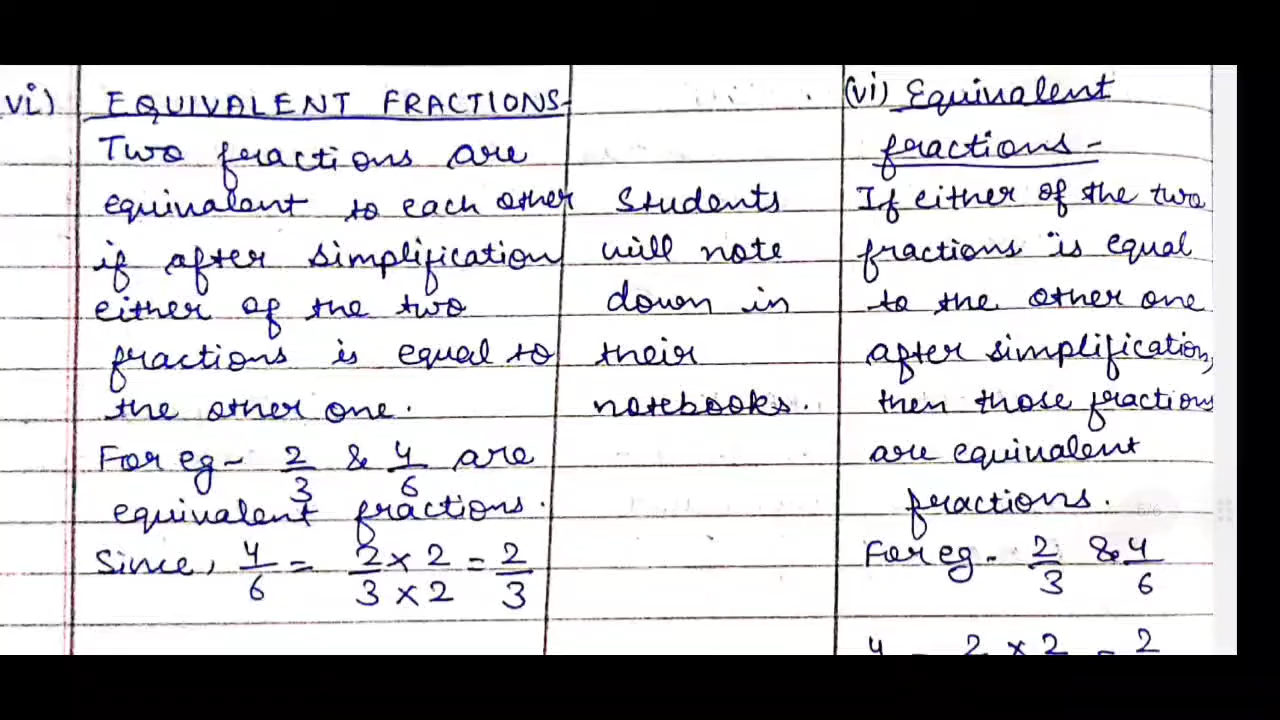 vi) EQUIVALENT FRACTIONS-
Two fractions are
equivalent to each other
if after simplification
either of the two
fractions is equal to
the other one.
For eg- 2/3 & 4/6 are
equivalent fractions.
Since, 4/6 = 2×2/3×2 = 2/3
Students
will note
down in
their
notebooks.
(vi) Equivalent
fractions-
If either of the two
fractions is equal
to the other one
after simplification,
then those fractions
are equivalent
fractions.
For eg- 2/3 & 4/6
4 = 2 × 2 = 2